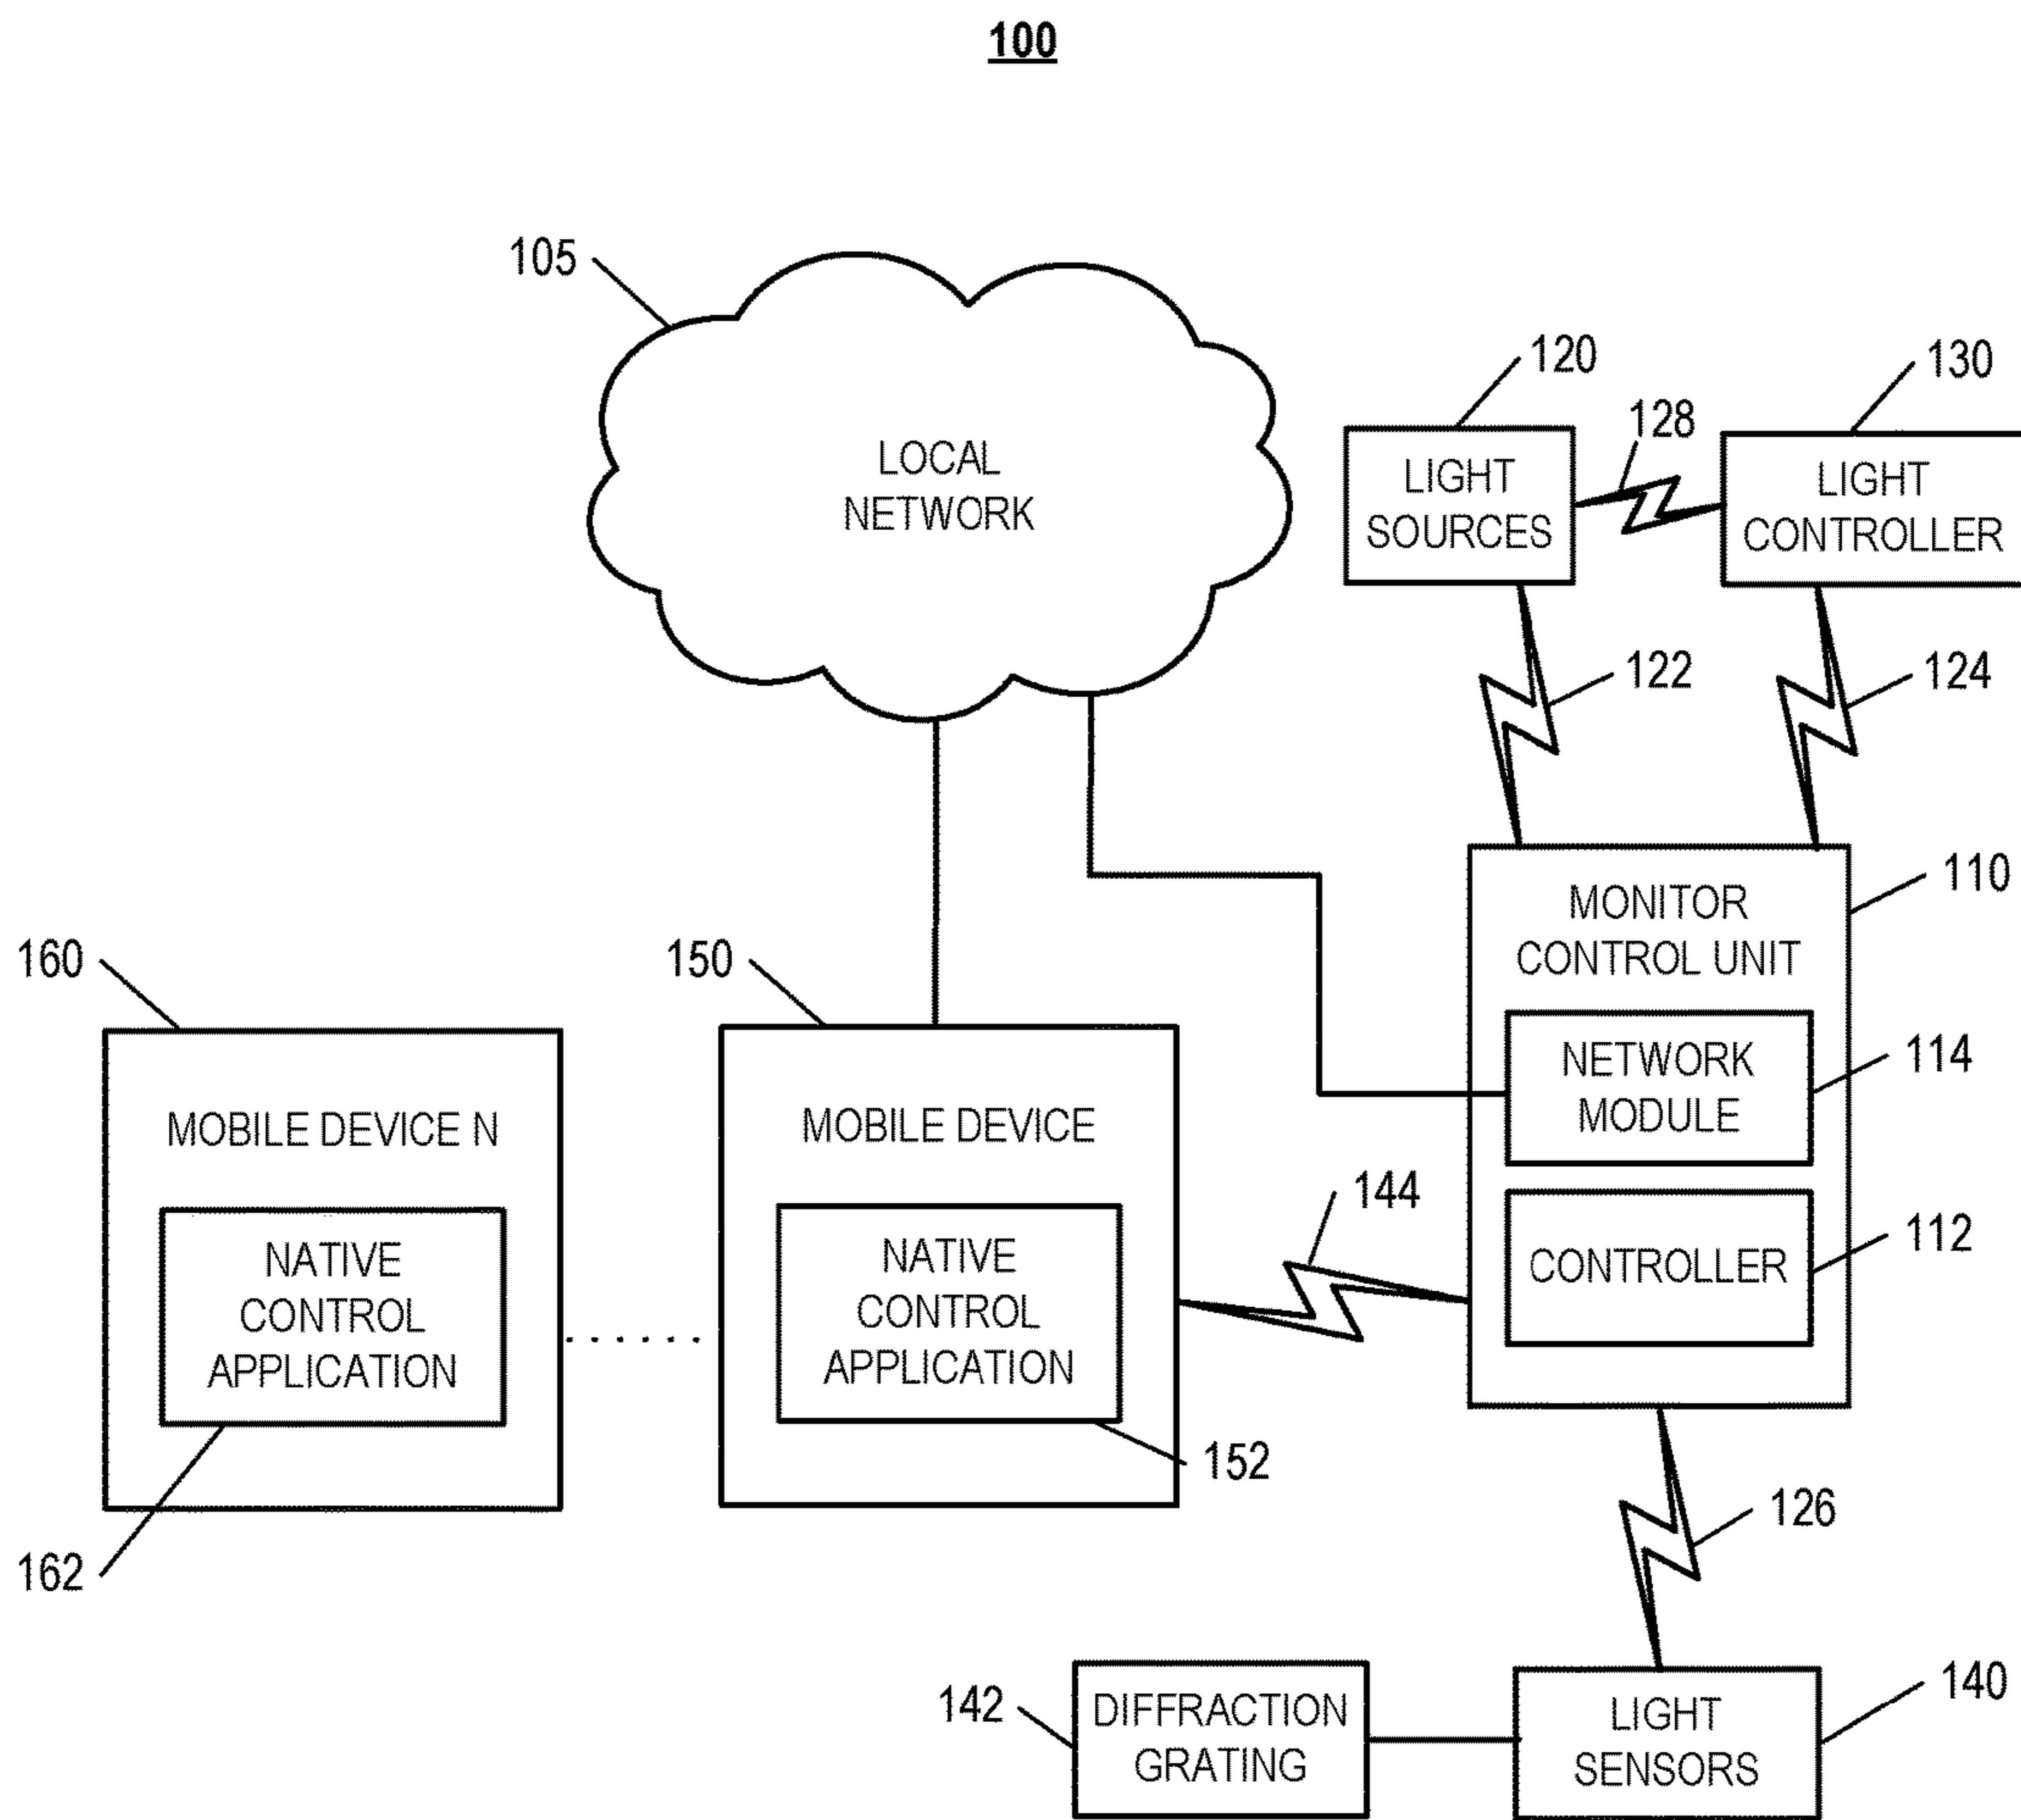 100
105
LOCAL
NETWORK
120
128
130
LIGHT
SOURCES
LIGHT
CONTROLLER
122
124
110
MONITOR
CONTROL UNIT
160
150
NETWORK
MODULE
114
MOBILE DEVICE N
MOBILE DEVICE
144
CONTROLLER
112
NATIVE
CONTROL
APPLICATION
NATIVE
CONTROL
APPLICATION
152
162
126
142
DIFFRACTION
GRATING
LIGHT
SENSORS
140